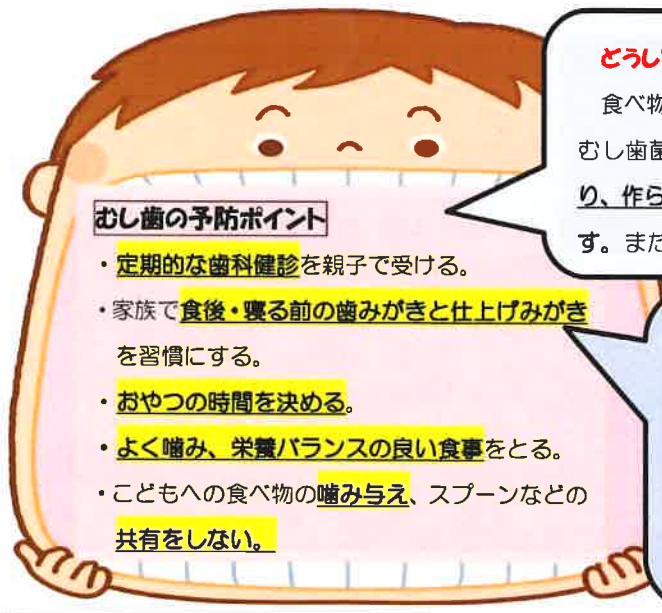 むし歯の予防ポイント
・定期的な歯科健診を親子で受ける。
・家族で食後・寝る前の歯みがきと仕上げみがき
を習慣にする。
・おやつの時間を決める。
・よく噛み、栄養バランスの良い食事をとる。
・こどもへの食べ物の噛み与え、スプーンなどの
共有をしない。
どうし
食べ物
むし歯菌
り、作ら
す。また